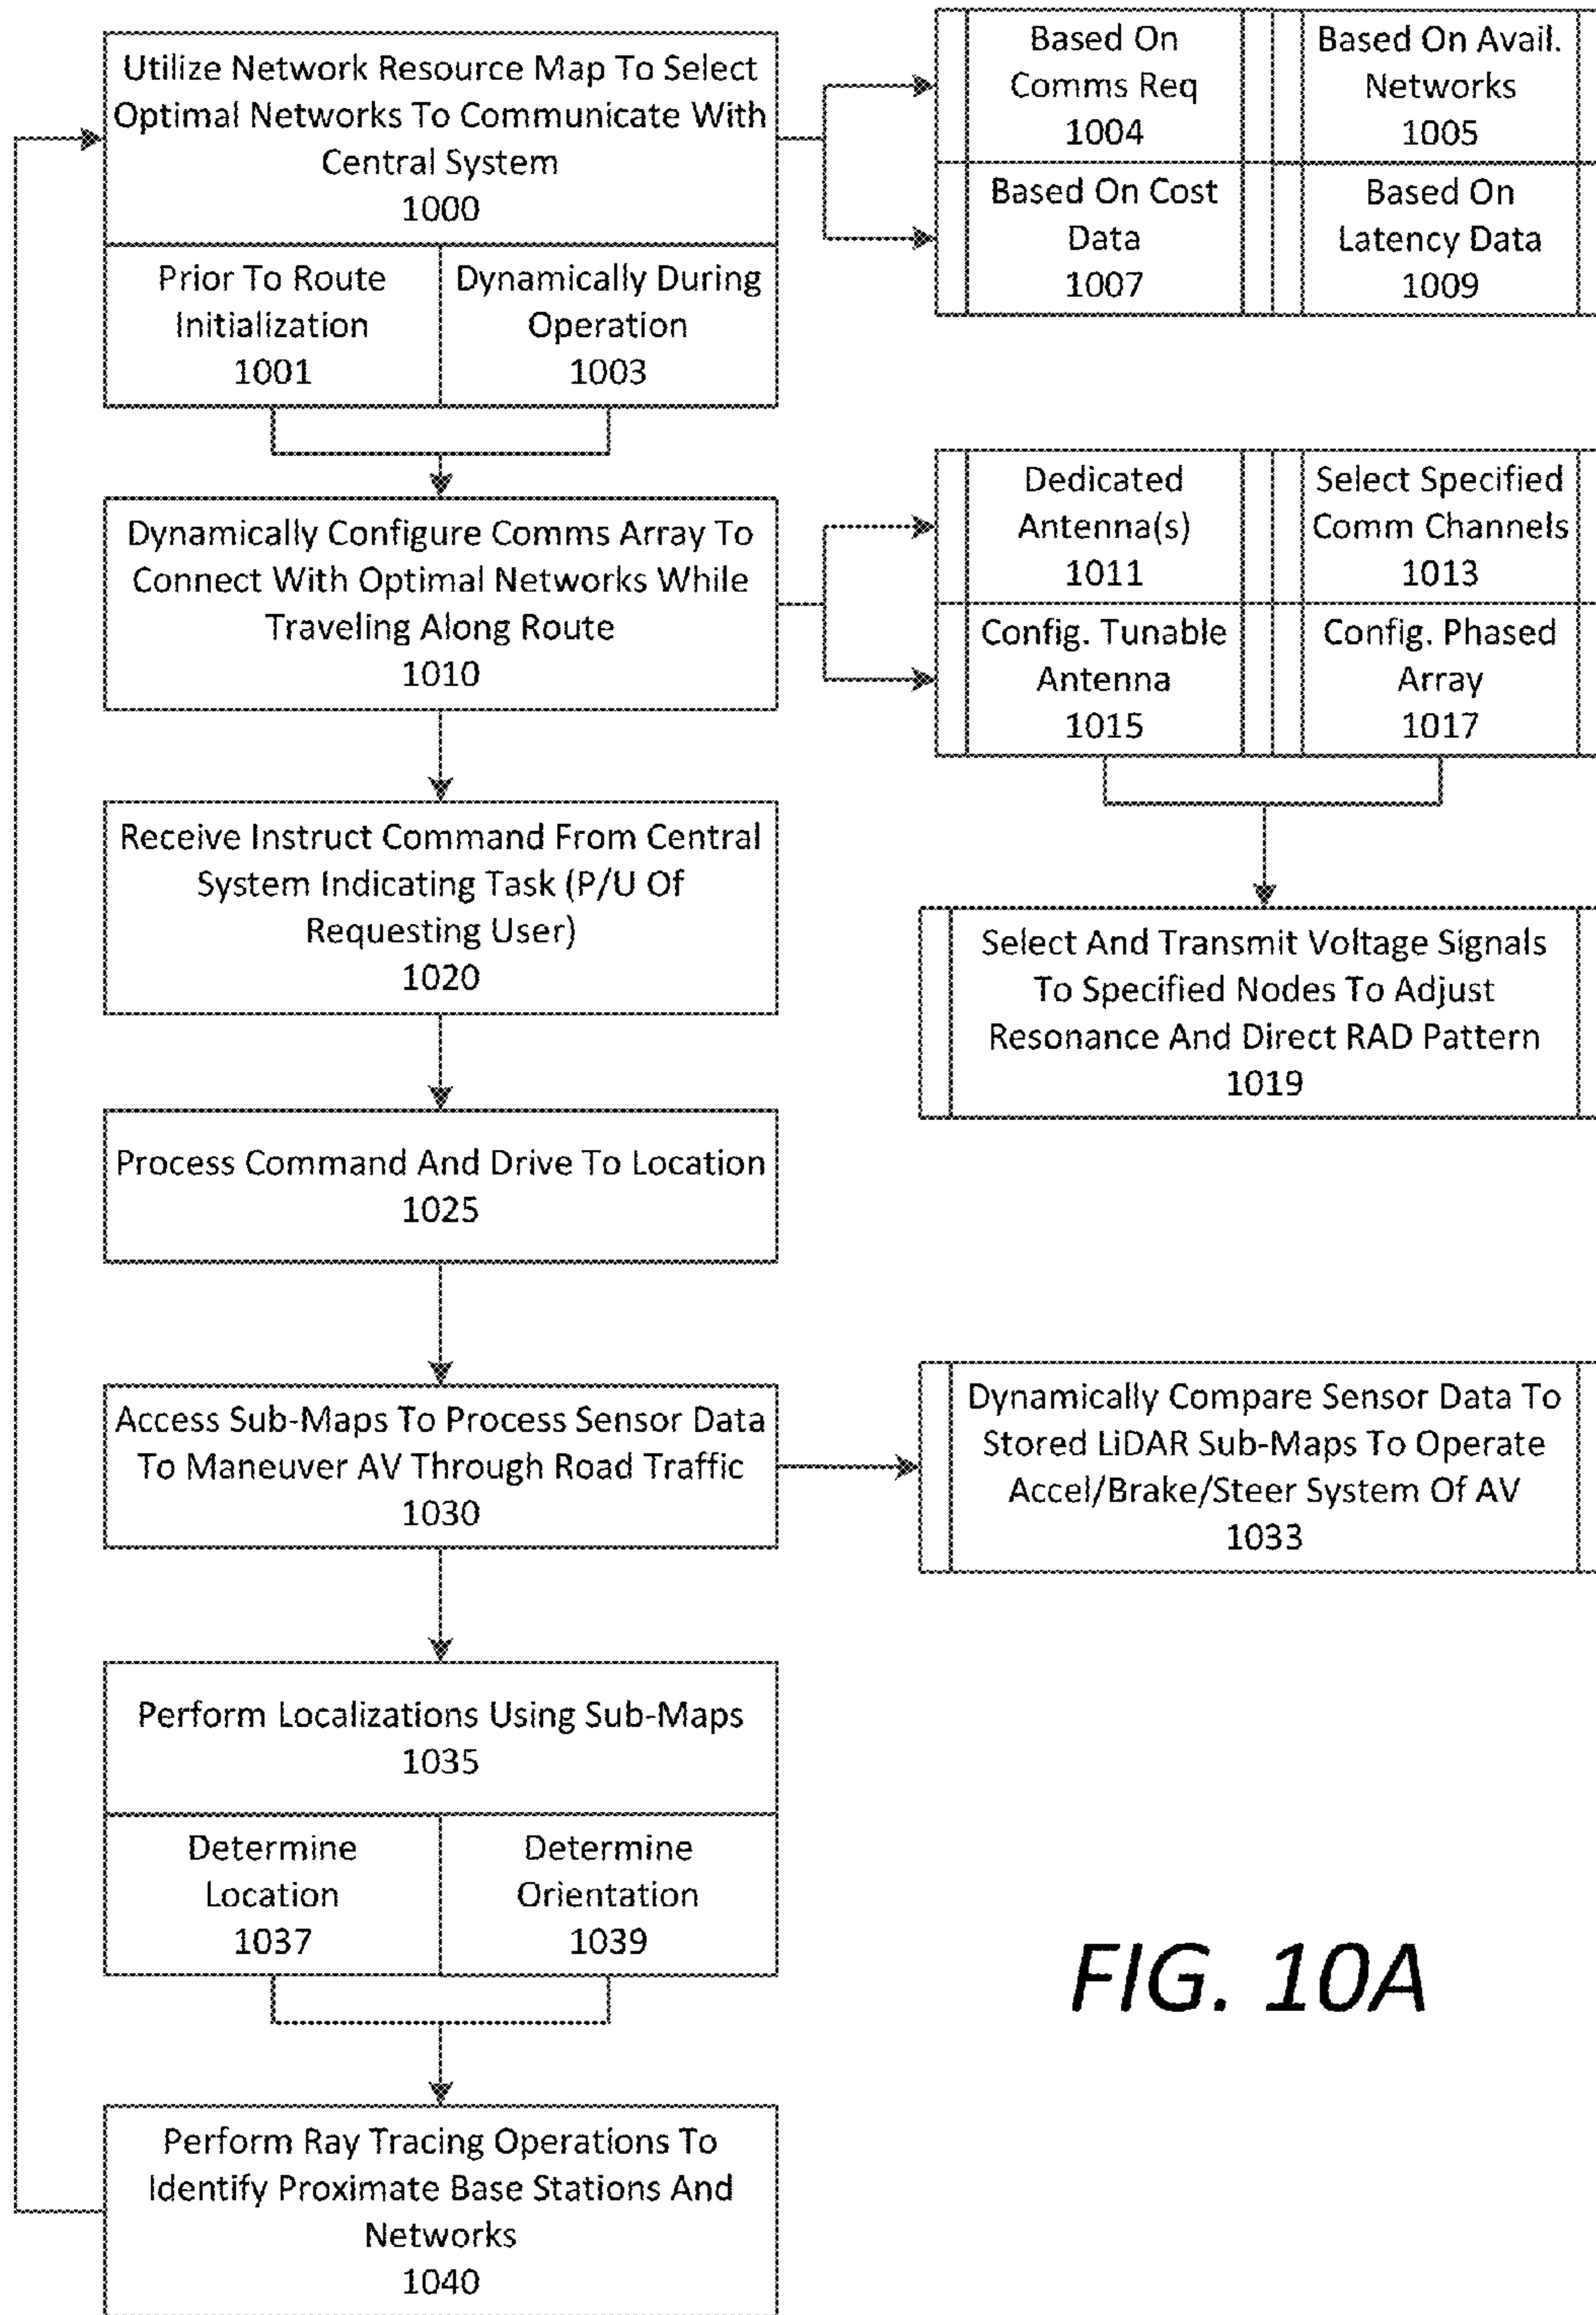 Utilize Network Resource Map To Select
Optimal Networks To Communicate With
Central System
1000
Prior To Route
Initialization
1001
Dynamically During
Operation
1003
Based On
Comms Req
1004
Based On Avail.
Networks
1005
Based On Cost
Data
1007
Based On
Latency Data
1009
Dynamically Configure Comms Array To
Connect With Optimal Networks While
Traveling Along Route
1010
Dedicated
Antenna(s)
1011
Select Specified
Comm Channels
1013
Config. Tunable
Antenna
1015
Config. Phased
Array
1017
Select And Transmit Voltage Signals
To Specified Nodes To Adjust
Resonance And Direct RAD Pattern
1019
Receive Instruct Command From Central
System Indicating Task (P/U Of
Requesting User)
1020
Process Command And Drive To Location
1025
Access Sub-Maps To Process Sensor Data
To Maneuver AV Through Road Traffic
1030
Dynamically Compare Sensor Data To
Stored LiDAR Sub-Maps To Operate
Accel/Brake/Steer System Of AV
1033
Perform Localizations Using Sub-Maps
1035
Determine
Location
1037
Determine
Orientation
1039
Perform Ray Tracing Operations To
Identify Proximate Base Stations And
Networks
1040
FIG. 10A